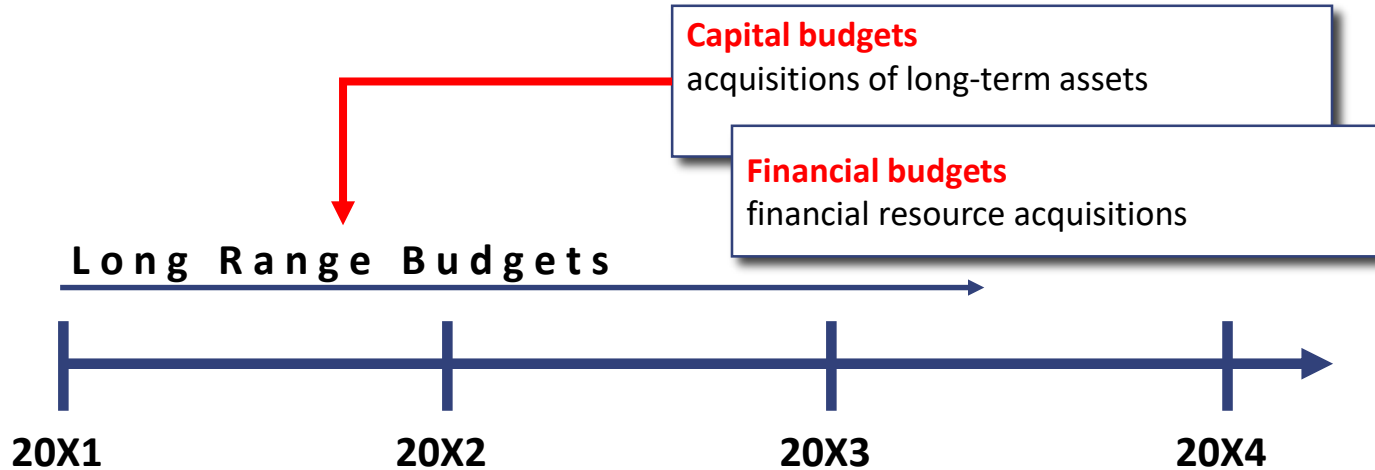 Capital budgets
acquisitions of long-term assets
Financial budgets
financial resource acquisitions
Long Range Budgets
20X1 20X2 20X3 20X4